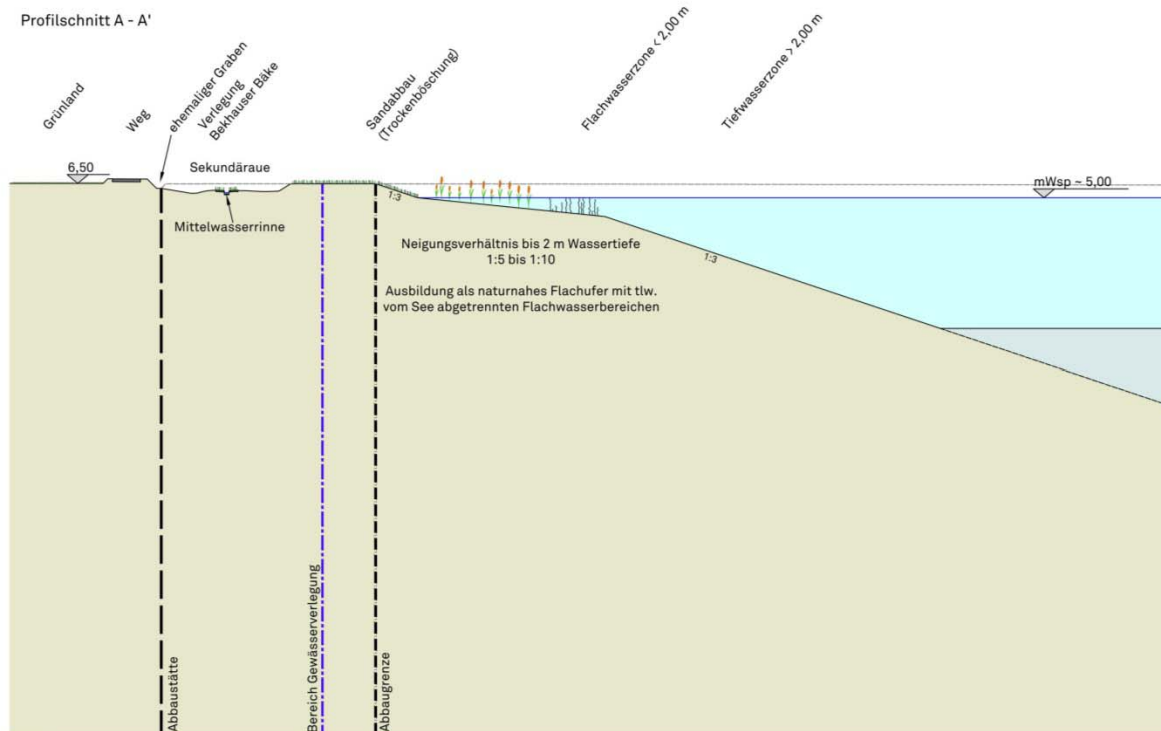 Profilschnitt A - A'
Grünland
Weg
ehemaliger Graben
Verlegung
Bekhauser Bäke
Sandabbau
(Trockenböschung)
Flachwasserzone < 2,00 m
Tiefwasserzone > 2,00 m
6,50
Sekundäraue
mWsp ~ 5,00
1:3
Mittelwasserrinne
Neigungsverhältnis bis 2 m Wassertiefe
1:5 bis 1:10
1:3
Ausbildung als naturnahes Flachufer mit tlw.
vom See abgetrennten Flachwasserbereichen
Abbaustätte
Bereich Gewässerverlegung
Abbaugrenze